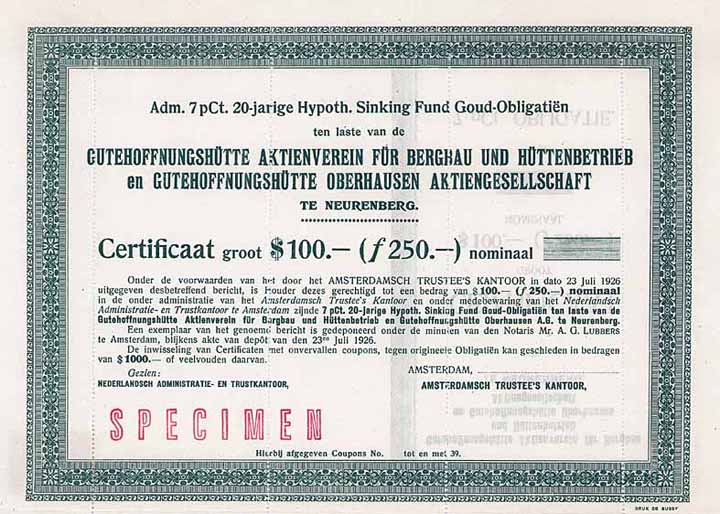 Adm. 7 pCt. 20-jarige Hypoth. Sinking Fund Goud-Obligatiën
ten laste van de
GUTEHOFFNUNGSHÜTTE AKTIENVEREIN FÜR BERGBAU UND HÜTTENBETRIEB
en GUTEHOFFNUNGSHÜTTE OBERHAUSEN AKTIENGESELLSCHAFT
TE NEURENBERG.
Certificaat groot $ 100.— (ƒ 250.—) nominaal
Onder de voorwaarden van het door het AMSTERDAMSCH TRUSTEE'S KANTOOR in dato 23 Juli 1926
uitgegeven desbetreffend bericht, is houder dezes gerechtigd tot een bedrag van $ 100.— (ƒ 250.—) nominaal
in de onder administratie van het Amsterdamsch Trustee's Kantoor en onder medebewaring van het Nederlandsch
Administratie- en Trustkantoor te Amsterdam zijnde 7 pCt. 20-jarige Hypoth. Sinking Fund Goud-Obligatiën ten laste van de
Gutehoffnungshütte Aktienverein für Bergbau und Hüttenbetrieb en Gutehoffnungshütte Oberhausen A.G. te Neurenberg.
Een exemplaar van het genoemd bericht is gedeponeerd onder de minuten van den Notaris Mr. A. G. LUBBERS
te Amsterdam, blijkens akte van depôt van den 23en Juli 1926.
De inwisseling van Certificaten met onvervallen coupons, tegen origineele Obligatiën kan geschieden in bedragen
van $ 1000.— of veelvouden daarvan.
Gezien:
NEDERLANDSCH ADMINISTRATIE- EN TRUSTKANTOOR,
AMSTERDAM,
AMSTERDAMSCH TRUSTEE'S KANTOOR,
SPECIMEN
Hierbij afgegeven Coupons No. tot en met 39.
DRUK DE BUSSY